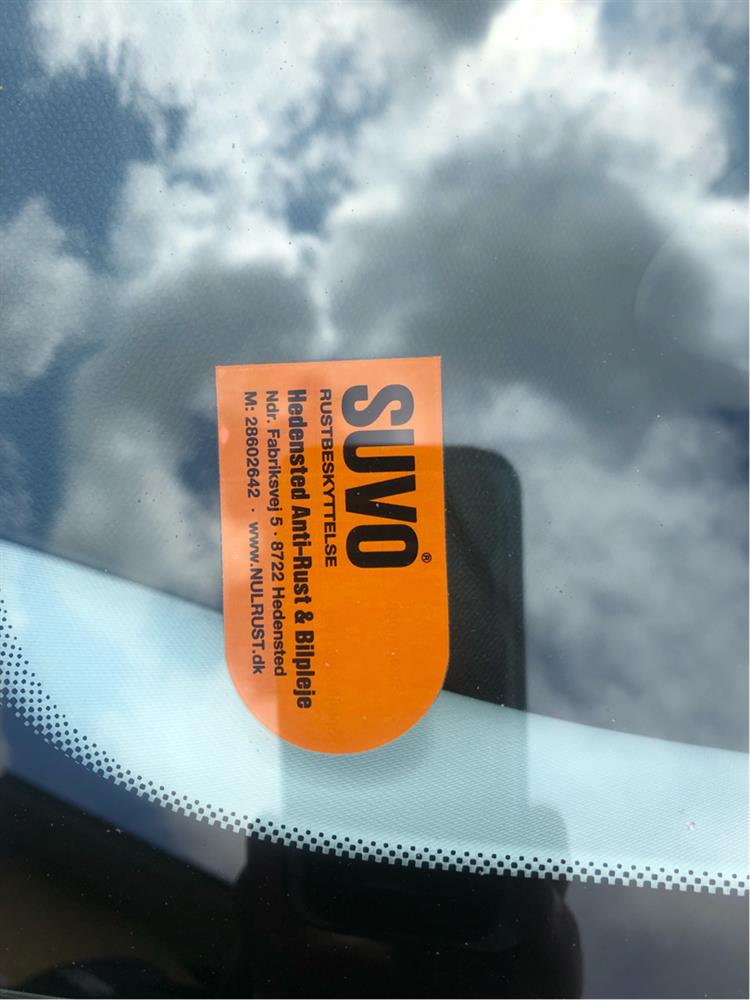 SUVO®
RUSTBESKYTTELSE
Hedensted Anti-Rust & Bilpleje
Ndr. Fabriksvej 5 · 8722 Hedensted
M: 28602642 · www.NULRUST.dk